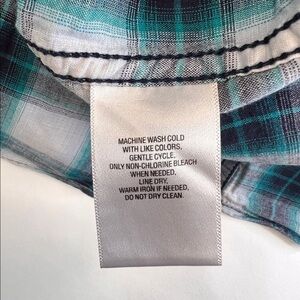 MACHINE WASH COLD
WITH LIKE COLORS,
GENTLE CYCLE.
ONLY NON-CHLORINE BLEACH
WHEN NEEDED.
LINE DRY.
WARM IRON IF NEEDED,
DO NOT DRY CLEAN.